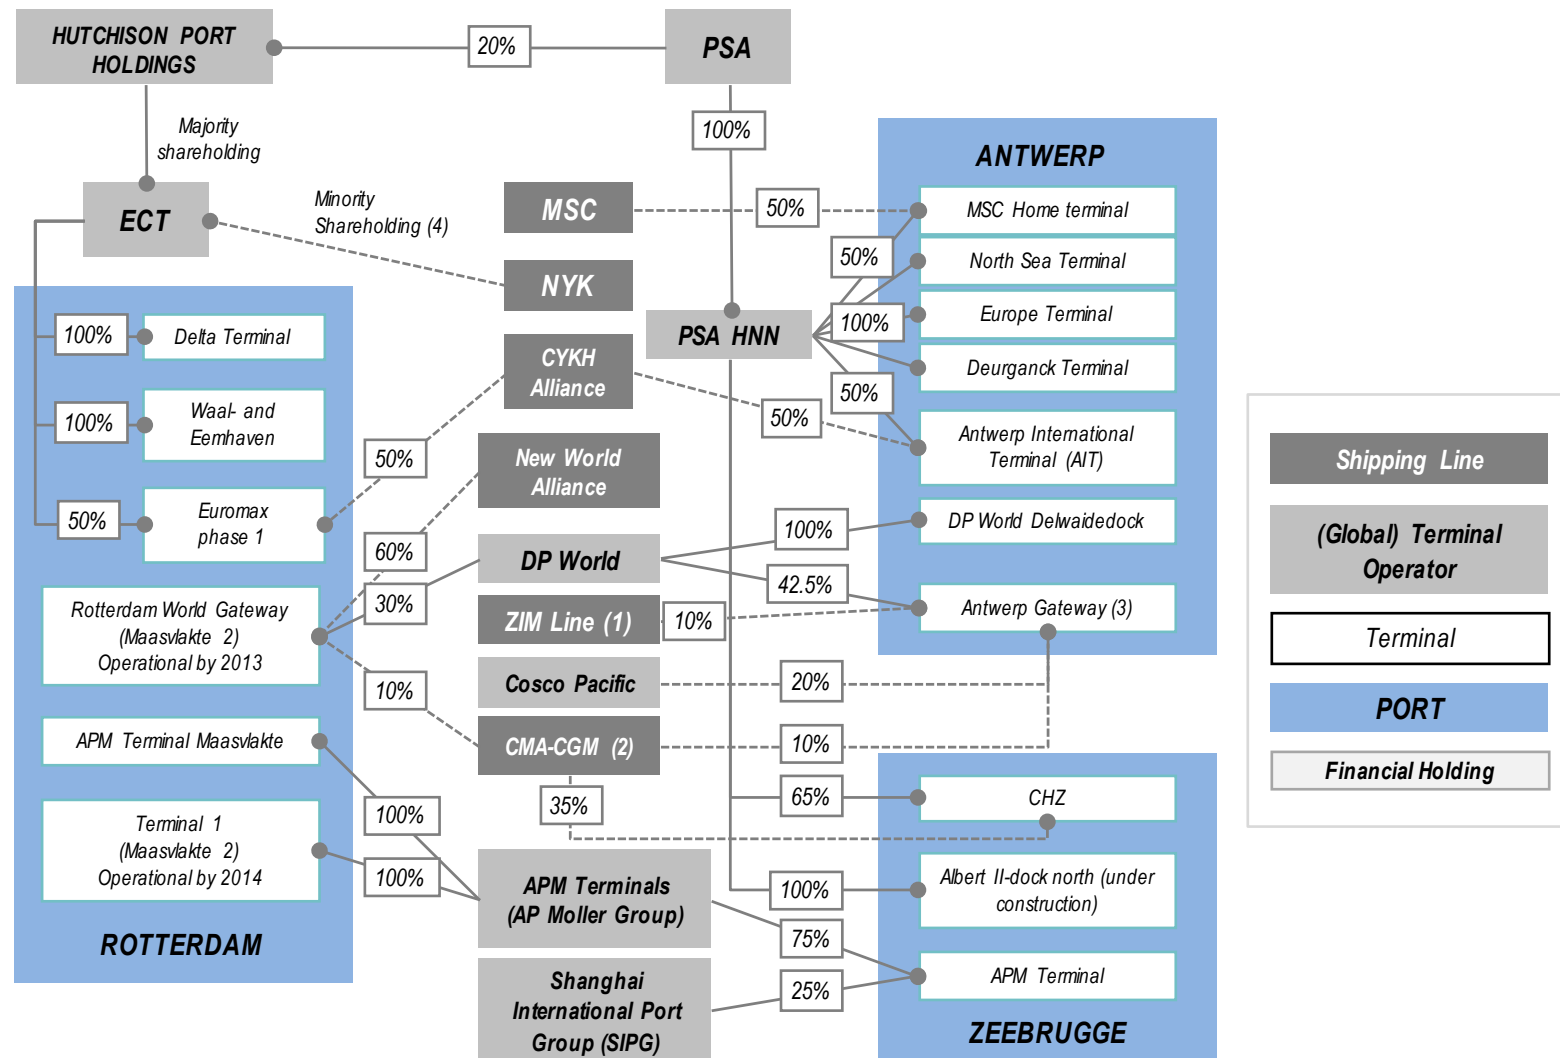 HUTCHISON PORT
HOLDINGS
20%
PSA
Majority
shareholding
100%
ECT
Minority
Shareholding (4)
MSC
NYK
CYKH
Alliance
New World
Alliance
DP World
ZIM Line (1)
Cosco Pacific
CMA-CGM (2)
APM Terminals
(AP Moller Group)
Shanghai
International Port
Group (SIPG)
PSA HNN
100%
Delta Terminal
100%
Waal- and
Eemhaven
50%
Euromax
phase 1
50%
60%
30%
10%
Rotterdam World Gateway
(Maasvlakte 2)
Operational by 2013
APM Terminal Maasvlakte
Terminal 1
(Maasvlakte 2)
Operational by 2014
100%
100%
ROTTERDAM
ANTWERP
50%
MSC Home terminal
50%
North Sea Terminal
100%
Europe Terminal
Deurganck Terminal
50%
50%
Antwerp International
Terminal (AIT)
100%
DP World Delwaidedock
42.5%
10%
Antwerp Gateway (3)
20%
10%
35%
65%
CHZ
100%
Albert II-dock north (under
construction)
75%
25%
APM Terminal
ZEEBRUGGE
Shipping Line
(Global) Terminal
Operator
Terminal
PORT
Financial Holding